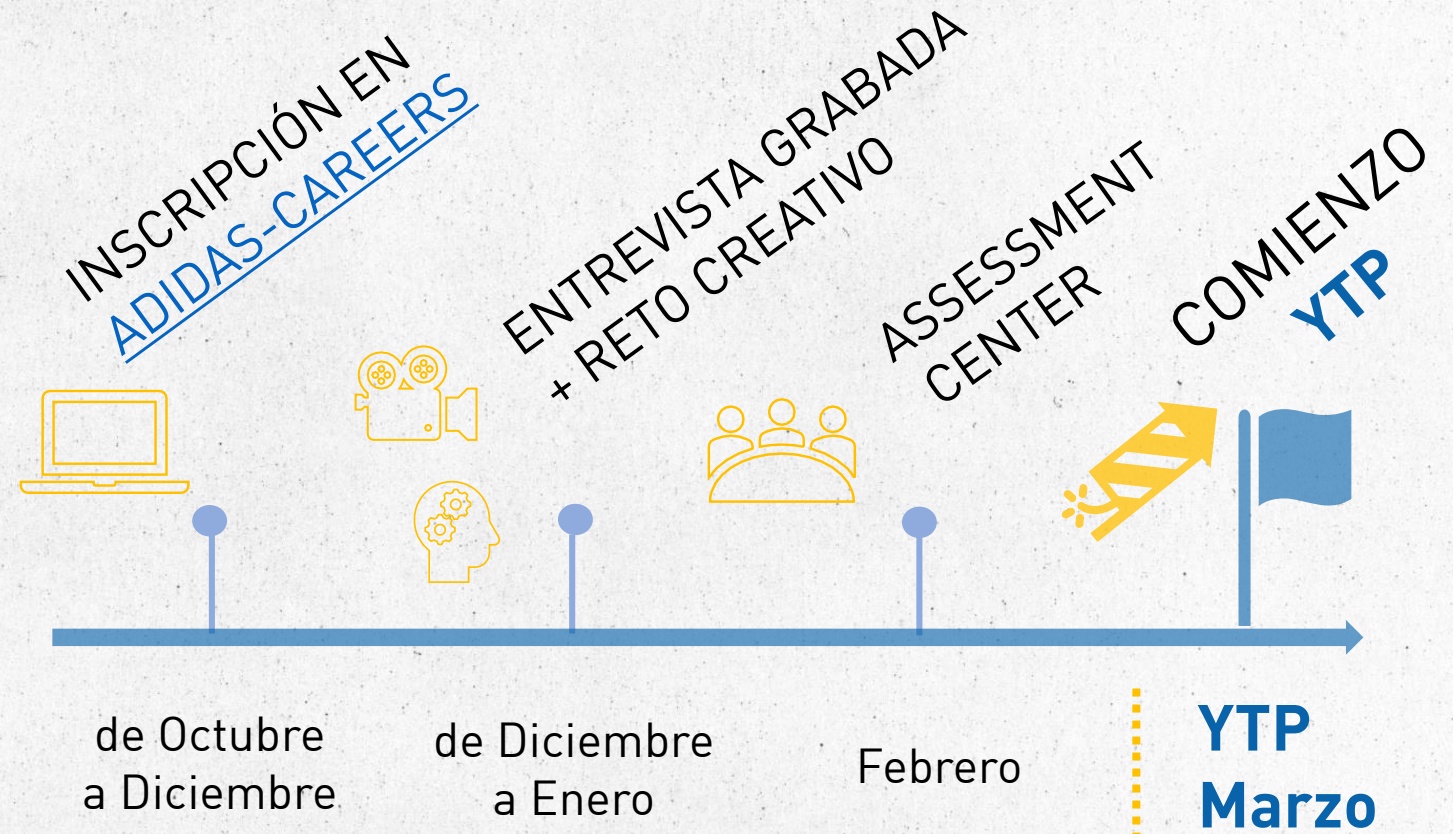 INSCRIPCIÓN EN
ADIDAS-CAREERS
ENTREVISTA GRABADA
+ RETO CREATIVO
ASSESSMENT
CENTER
COMIENZO
YTP
de Octubre
a Diciembre
de Diciembre
a Enero
Febrero
YTP
Marzo